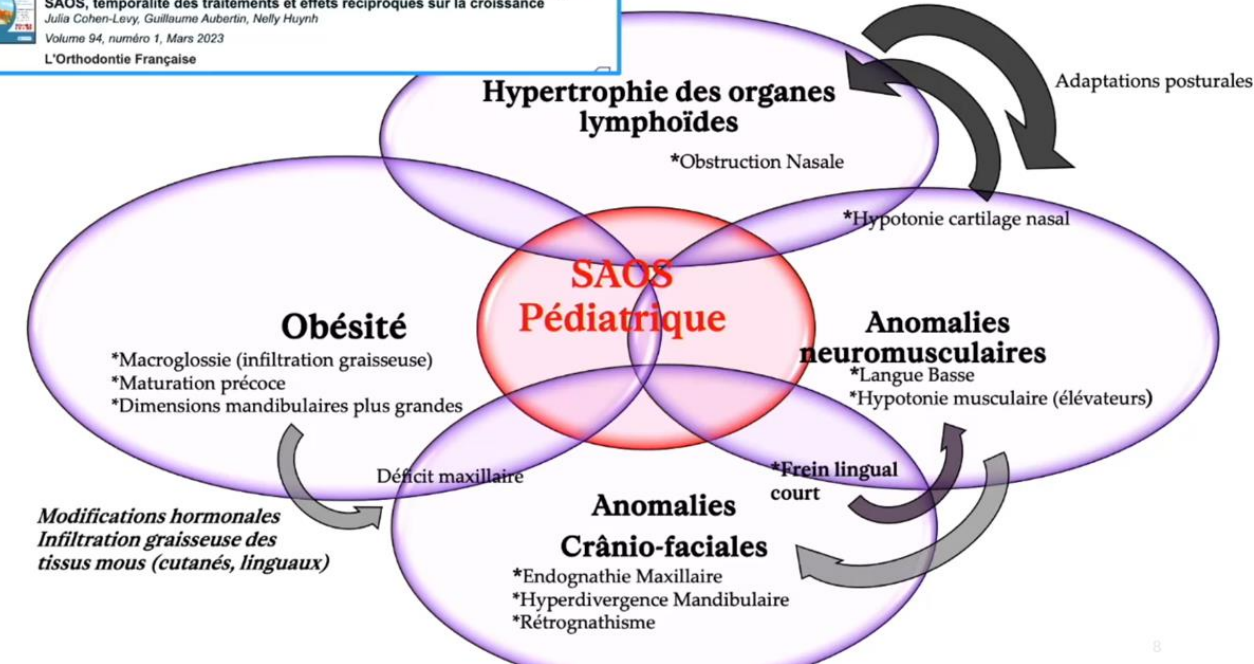 SAOS, temporalité des traitements et effets réciproques sur la croissance
Julia Cohen-Levy, Guillaume Aubertin, Nelly Huynh
Volume 94, numéro 1, Mars 2023
L'Orthodontie Française
Hypertrophie des organes
lymphoïdes
*Obstruction Nasale
Adaptations posturales
*Hypotonie cartilage nasal
SAOS
Pédiatrique
Obésité
*Macroglossie (infiltration graisseuse)
*Maturation précoce
*Dimensions mandibulaires plus grandes
Anomalies
neuromusculaires
*Langue Basse
*Hypotonie musculaire (élévateurs)
Déficit maxillaire
*Frein lingual
court
Modifications hormonales
Infiltration graisseuse des
tissus mous (cutanés, linguaux)
Anomalies
Crânio-faciales
*Endognathie Maxillaire
*Hyperdivergence Mandibulaire
*Rétrognathisme
8